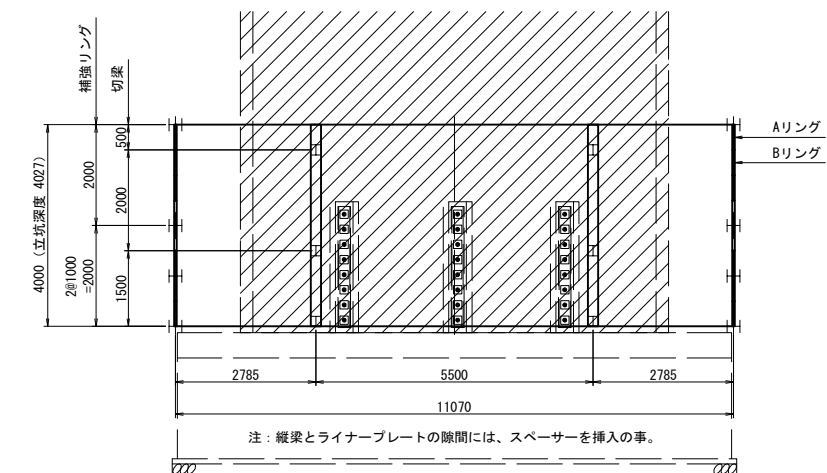 補強リング
切梁
500
2000
2000
1500
2@1000
=2000
4000（立坑深度 4027）
Aリング
Bリング
2785
5500
2785
11070
注：縦梁とライナープレートの隙間には、スペーサーを挿入の事。